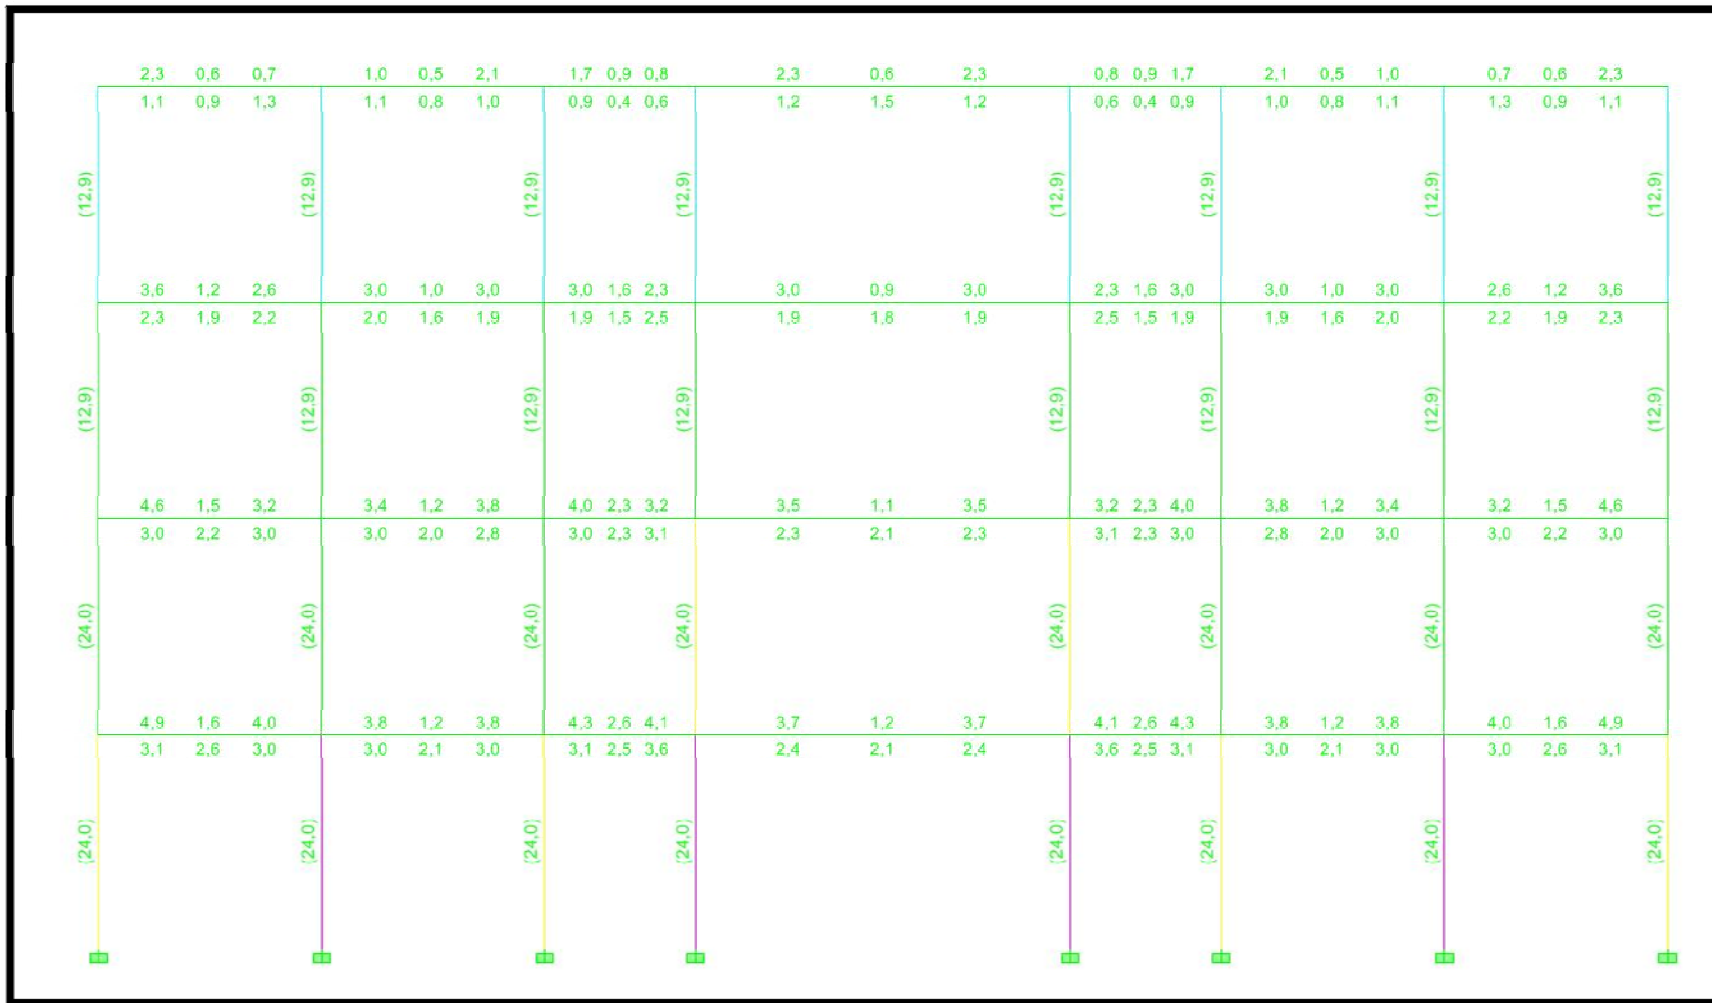 2,3 0,6 0,7 1,0 0,5 2,1 1,7 0,9 0,8 2,3 0,6 2,3 0,8 0,9 1,7 2,1 0,5 1,0 0,7 0,6 2,3
1,1 0,9 1,3 1,1 0,8 1,0 0,9 0,4 0,6 1,2 1,5 1,2 0,6 0,4 0,9 1,0 0,8 1,1 1,3 0,9 1,1
(12,9) (12,9) (12,9) (12,9) (12,9) (12,9) (12,9) (12,9)
3,6 1,2 2,6 3,0 1,0 3,0 3,0 1,6 2,3 3,0 0,9 3,0 2,3 1,6 3,0 3,0 1,0 3,0 2,6 1,2 3,6
2,3 1,9 2,2 2,0 1,6 1,9 1,9 1,5 2,5 1,9 1,8 1,9 2,5 1,5 1,9 1,9 1,6 2,0 2,2 1,9 2,3
(12,9) (12,9) (12,9) (12,9) (12,9) (12,9) (12,9) (12,9)
4,6 1,5 3,2 3,4 1,2 3,8 4,0 2,3 3,2 3,5 1,1 3,5 3,2 2,3 4,0 3,8 1,2 3,4 3,2 1,5 4,6
3,0 2,2 3,0 3,0 2,0 2,8 3,0 2,3 3,1 2,3 2,1 2,3 3,1 2,3 3,0 2,8 2,0 3,0 3,0 2,2 3,0
(24,0) (24,0) (24,0) (24,0) (24,0) (24,0) (24,0) (24,0)
4,9 1,6 4,0 3,8 1,2 3,8 4,3 2,6 4,1 3,7 1,2 3,7 4,1 2,6 4,3 3,8 1,2 3,8 4,0 1,6 4,9
3,1 2,6 3,0 3,0 2,1 3,0 3,1 2,5 3,6 2,4 2,1 2,4 3,6 2,5 3,1 3,0 2,1 3,0 3,0 2,6 3,1
(24,0) (24,0) (24,0) (24,0) (24,0) (24,0) (24,0) (24,0)